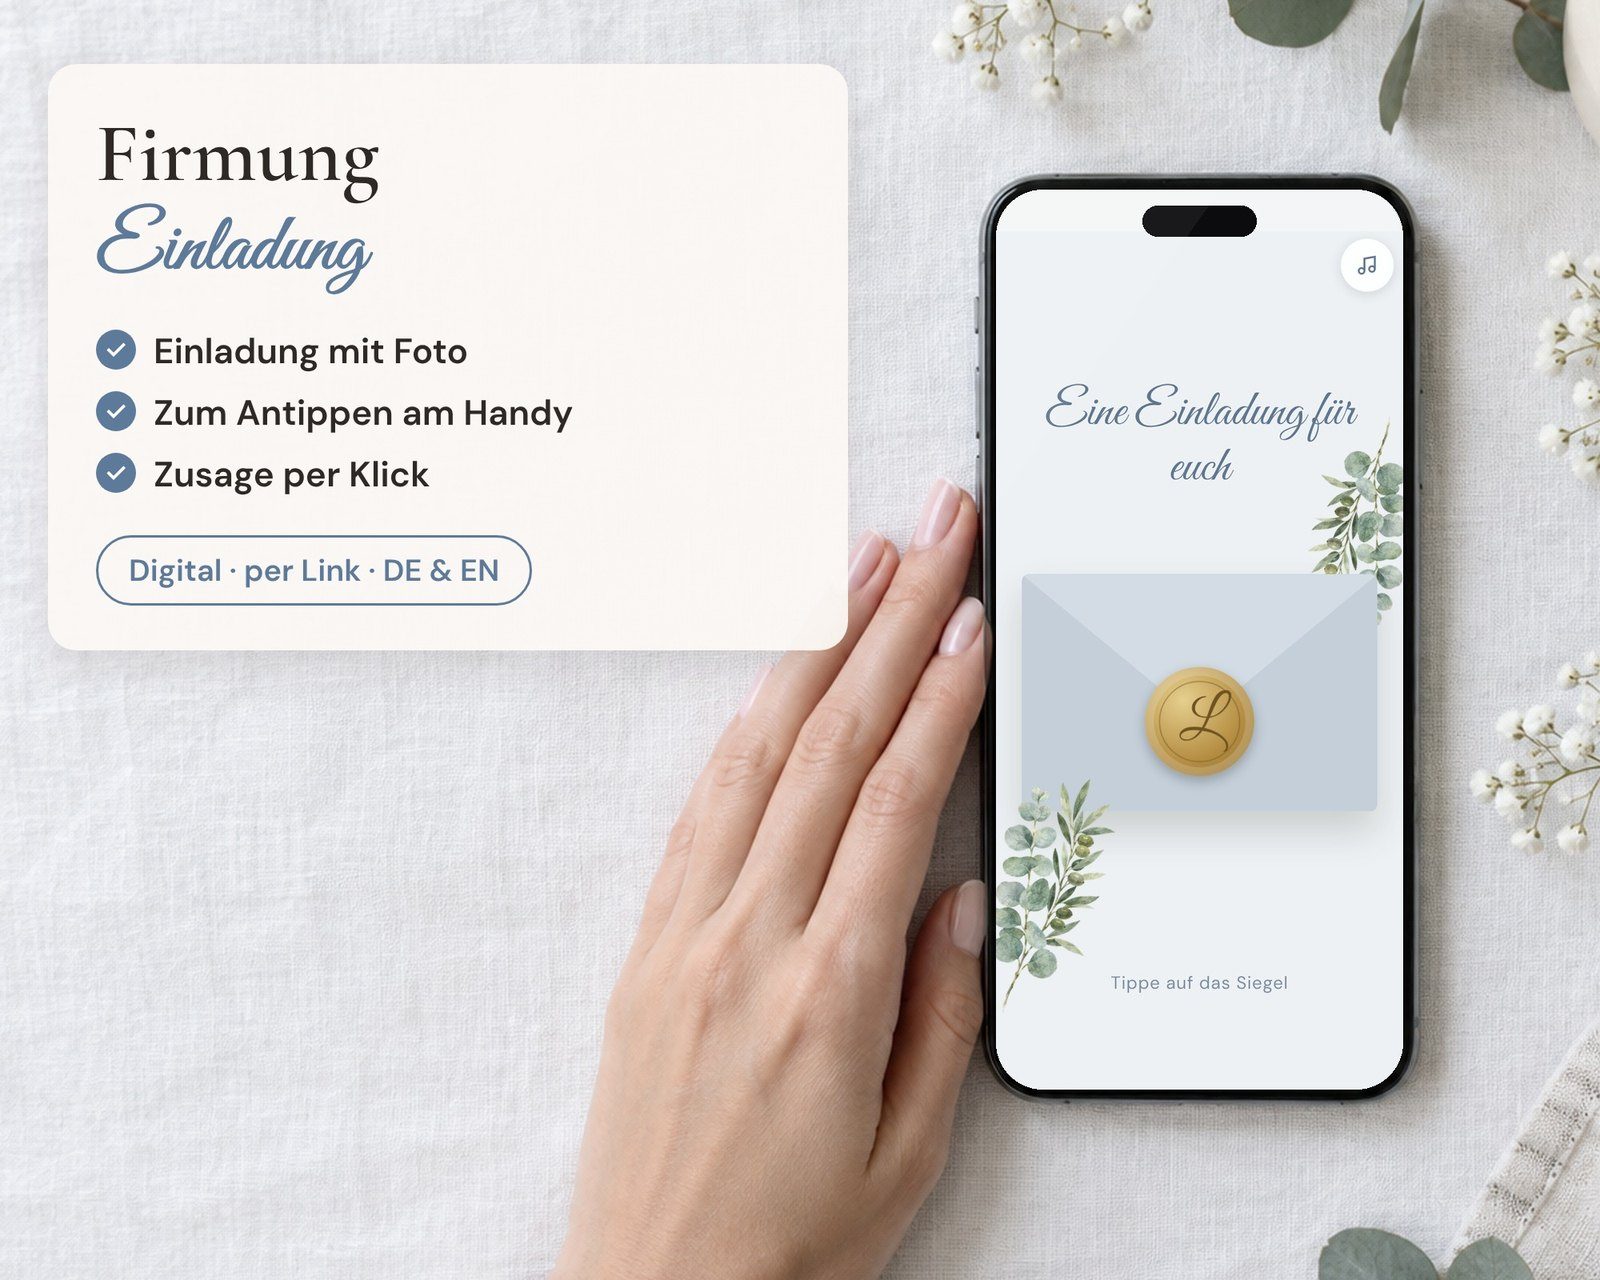 Firmung
Einladung
Einladung mit Foto
Zum Antippen am Handy
Zusage per Klick
Digital · per Link · DE & EN
Eine Einladung für
euch
L
Tippe auf das Siegel